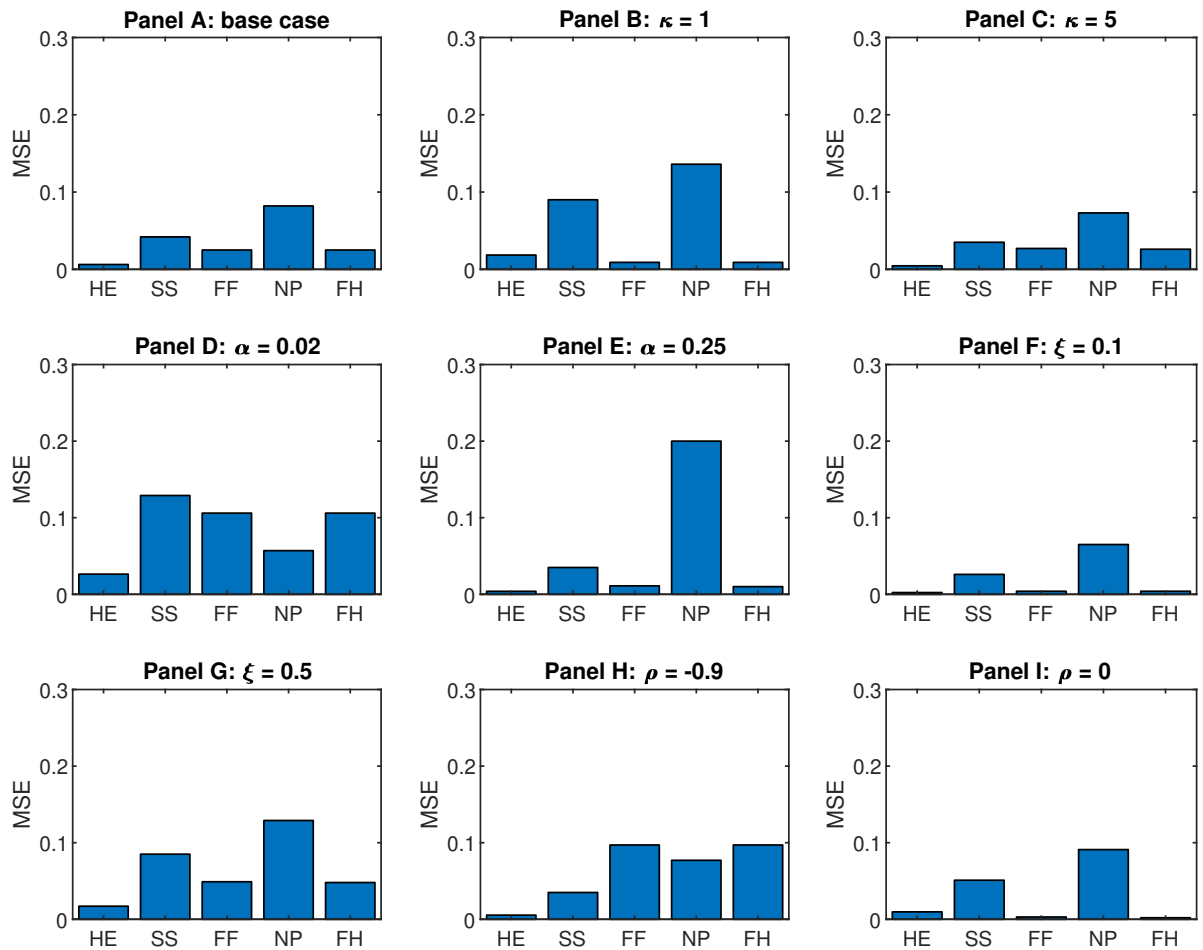 Panel A: base case
0.3
0.2
0.1
0
MSE
HE SS FF NP FH
Panel B: κ = 1
0.3
0.2
0.1
0
MSE
HE SS FF NP FH
Panel C: κ = 5
0.3
0.2
0.1
0
MSE
HE SS FF NP FH
Panel D: α = 0.02
0.3
0.2
0.1
0
MSE
HE SS FF NP FH
Panel E: α = 0.25
0.3
0.2
0.1
0
MSE
HE SS FF NP FH
Panel F: ξ = 0.1
0.3
0.2
0.1
0
MSE
HE SS FF NP FH
Panel G: ξ = 0.5
0.3
0.2
0.1
0
MSE
HE SS FF NP FH
Panel H: ρ = -0.9
0.3
0.2
0.1
0
MSE
HE SS FF NP FH
Panel I: ρ = 0
0.3
0.2
0.1
0
MSE
HE SS FF NP FH